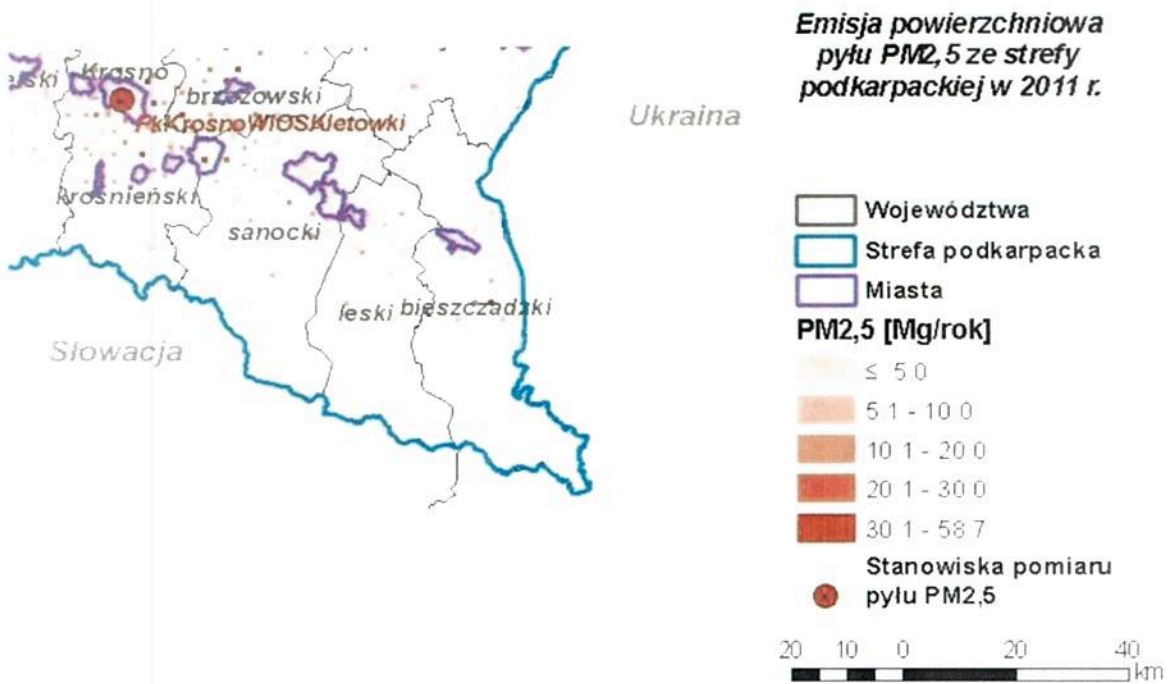 Emisja powierzchniowa
pyłu PM2,5 ze strefy
podkarpackiej w 2011 r.
Krosno
brzozowski
Ukraina
krośnieński
sanocki
leski
bieszczadzki
Słowacja
Województwa
Strefa podkarpacka
Miasta
PM2,5 [Mg/rok]
≤ 5 0
5 1 - 10 0
10 1 - 20 0
20 1 - 30 0
30 1 - 58 7
Stanowiska pomiaru
pyłu PM2,5
20 10 0 20 40
km